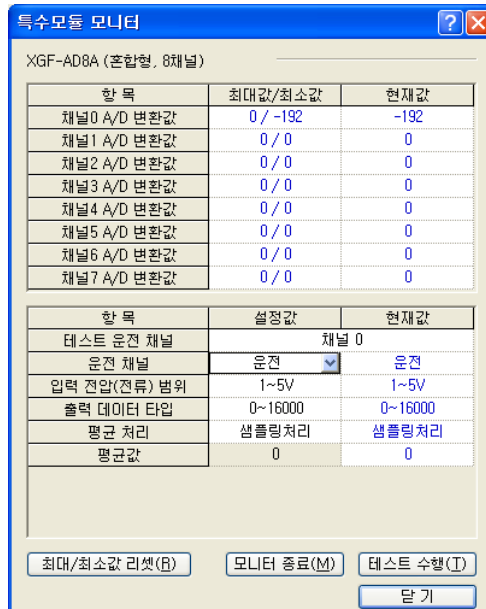 특수모듈 모니터
XGF-AD8A (혼합형, 8채널)
항 목 최대값/최소값 현재값
채널0 A/D 변환값 0 / -192 -192
채널1 A/D 변환값 0 / 0 0
채널2 A/D 변환값 0 / 0 0
채널3 A/D 변환값 0 / 0 0
채널4 A/D 변환값 0 / 0 0
채널5 A/D 변환값 0 / 0 0
채널6 A/D 변환값 0 / 0 0
채널7 A/D 변환값 0 / 0 0
항 목 설정값 현재값
테스트 운전 채널 채널 0
운전 채널 운전 운전
입력 전압(전류) 범위 1~5V 1~5V
출력 데이터 타입 0~16000 0~16000
평균 처리 샘플링처리 샘플링처리
평균값 0 0
최대/최소값 리셋(R) 모니터 종료(M) 테스트 수행(T)
닫 기